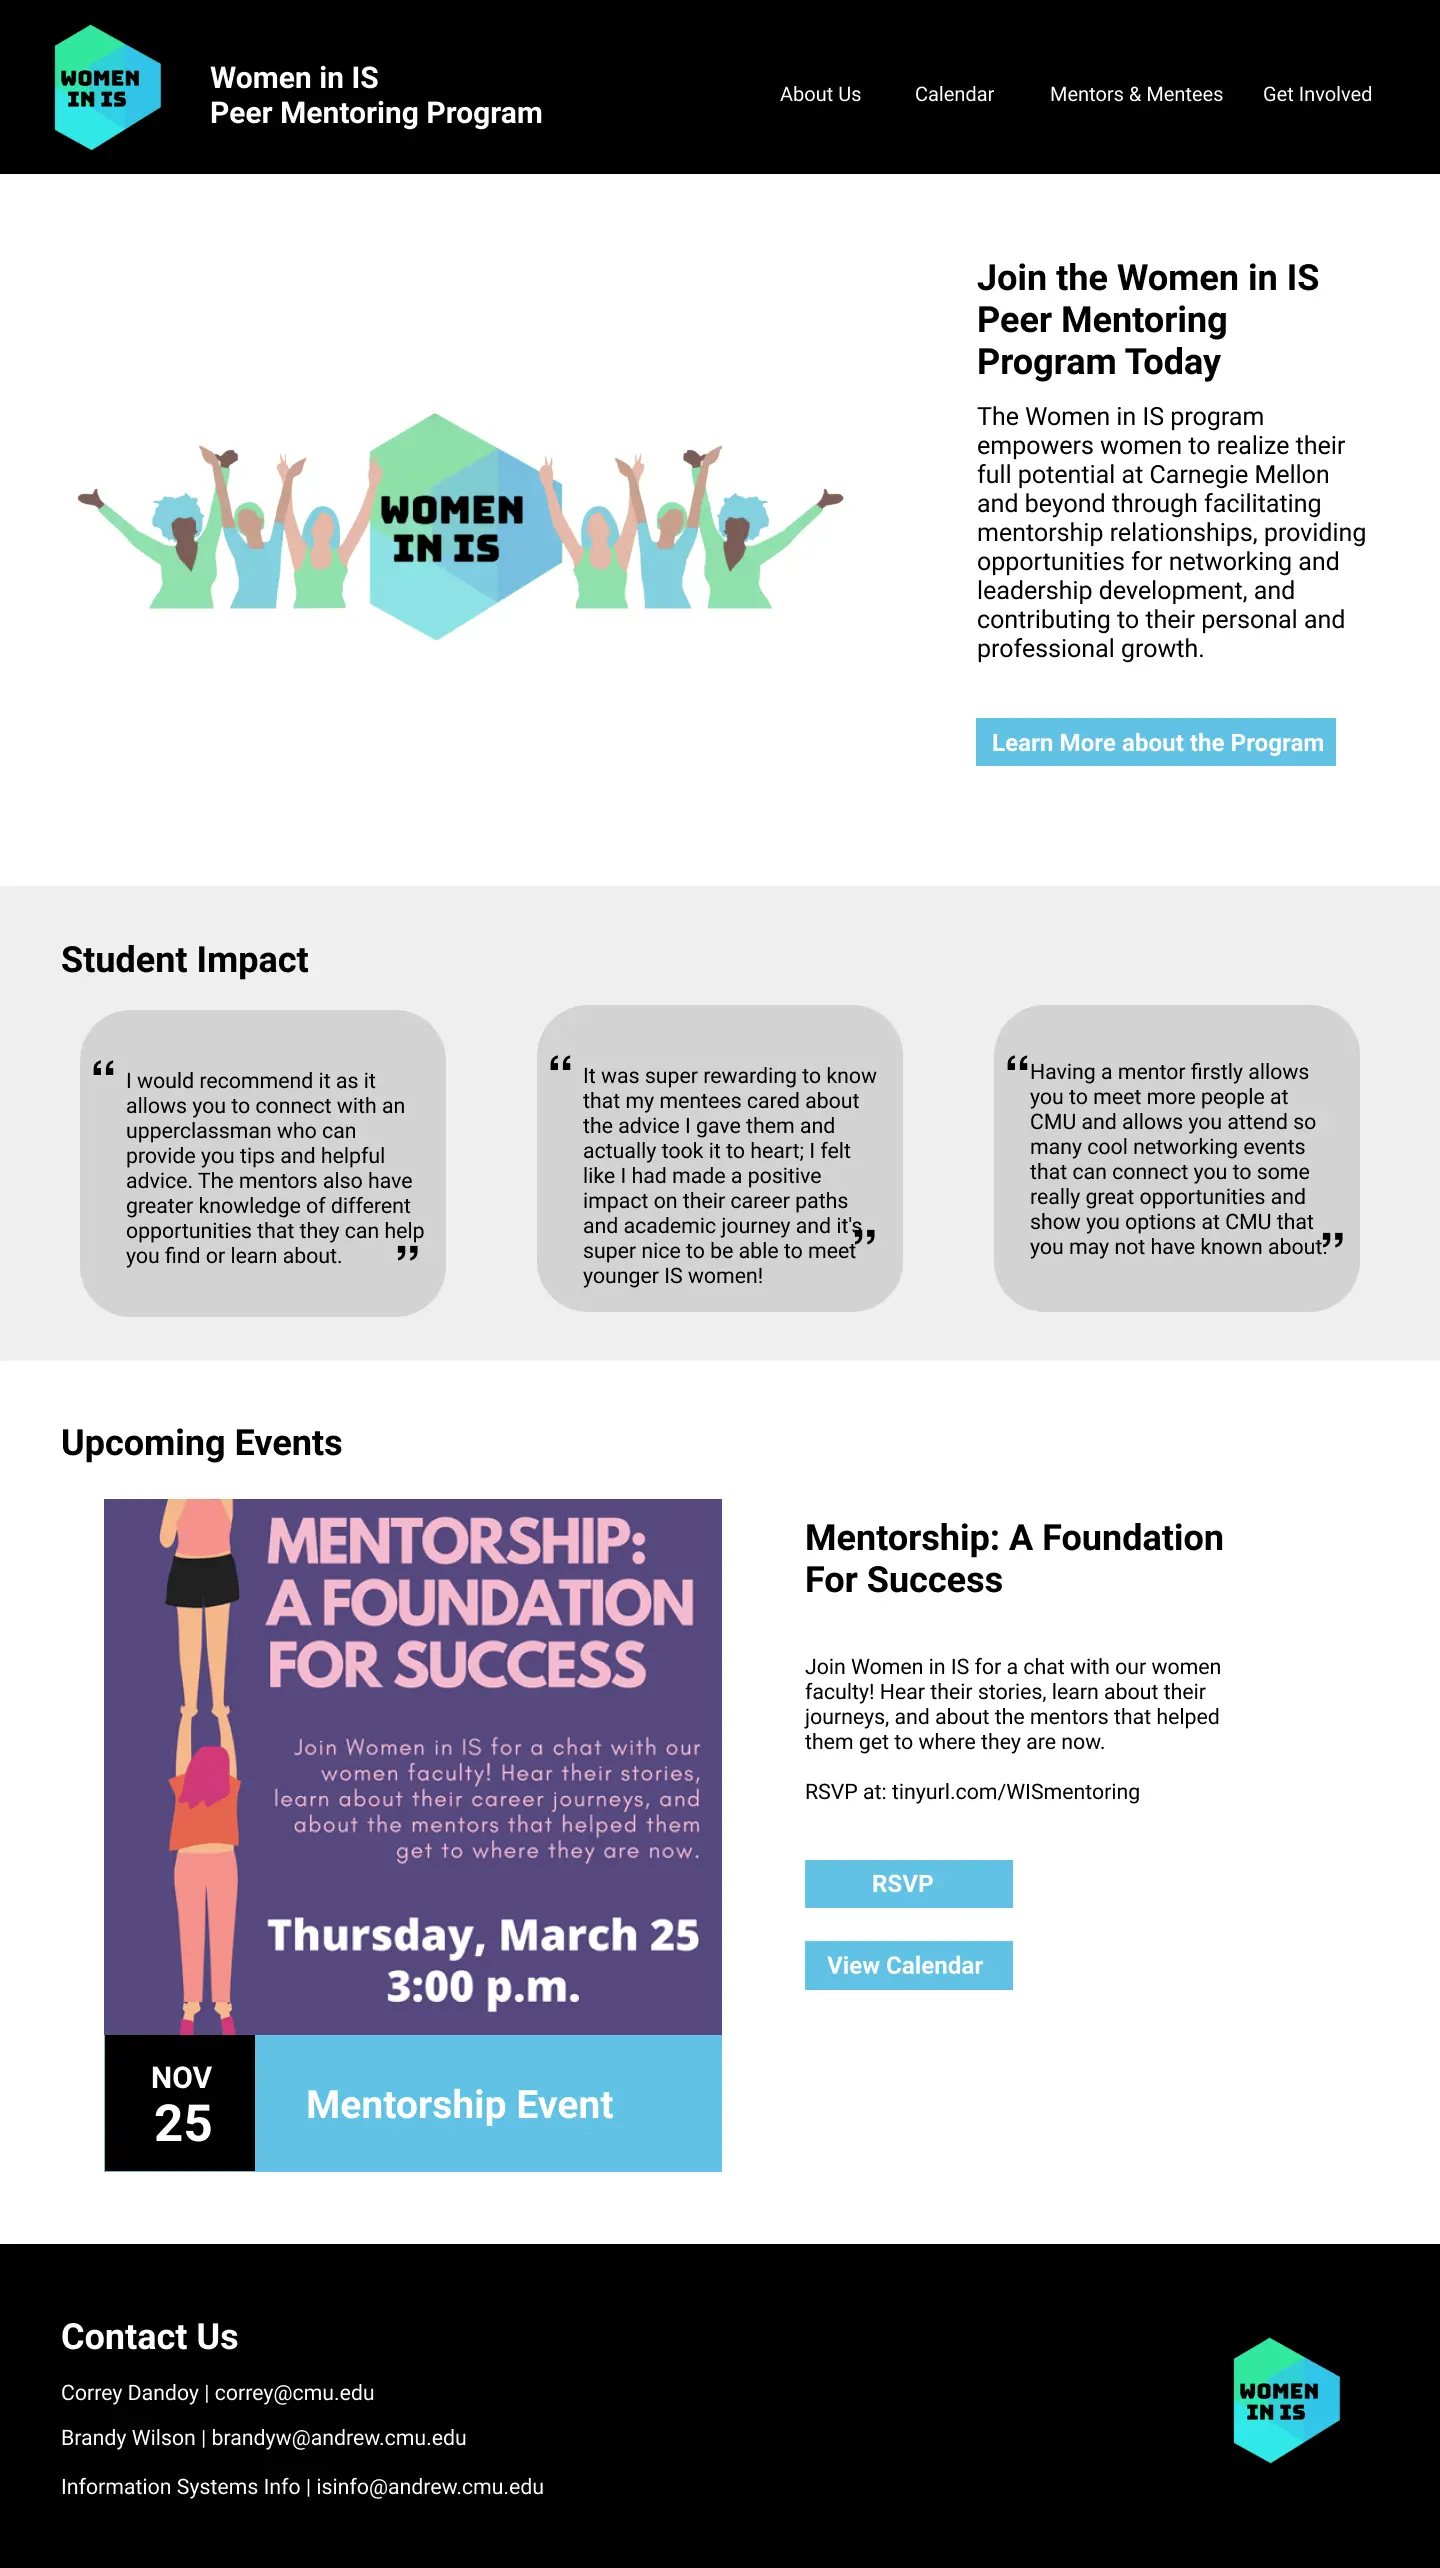 WOMEN
IN IS
Women in IS
Peer Mentoring Program
About Us
Calendar
Mentors & Mentees
Get Involved
WOMEN
IN IS
Join the Women in IS
Peer Mentoring
Program Today
The Women in IS program
empowers women to realize their
full potential at Carnegie Mellon
and beyond through facilitating
mentorship relationships, providing
opportunities for networking and
leadership development, and
contributing to their personal and
professional growth.
Learn More about the Program
Student Impact
“ I would recommend it as it
allows you to connect with an
upperclassman who can
provide you tips and helpful
advice. The mentors also have
greater knowledge of different
opportunities that they can help
you find or learn about. ”
“ It was super rewarding to know
that my mentees cared about
the advice I gave them and
actually took it to heart; I felt
like I had made a positive
impact on their career paths
and academic journey and it's
super nice to be able to meet ”
younger IS women!
“ Having a mentor firstly allows
you to meet more people at
CMU and allows you attend so
many cool networking events
that can connect you to some
really great opportunities and
show you options at CMU that
you may not have known about. ”
Upcoming Events
MENTORSHIP:
A FOUNDATION
FOR SUCCESS
Join Women in IS for a chat with our
women faculty! Hear their stories,
learn about their career journeys, and
about the mentors that helped them
get to where they are now.
Thursday, March 25
3:00 p.m.
NOV
25
Mentorship Event
Mentorship: A Foundation
For Success
Join Women in IS for a chat with our women
faculty! Hear their stories, learn about their
journeys, and about the mentors that helped
them get to where they are now.
RSVP at: tinyurl.com/WISmentoring
RSVP
View Calendar
Contact Us
Correy Dandoy | correy@cmu.edu
Brandy Wilson | brandyw@andrew.cmu.edu
Information Systems Info | isinfo@andrew.cmu.edu
WOMEN
IN IS